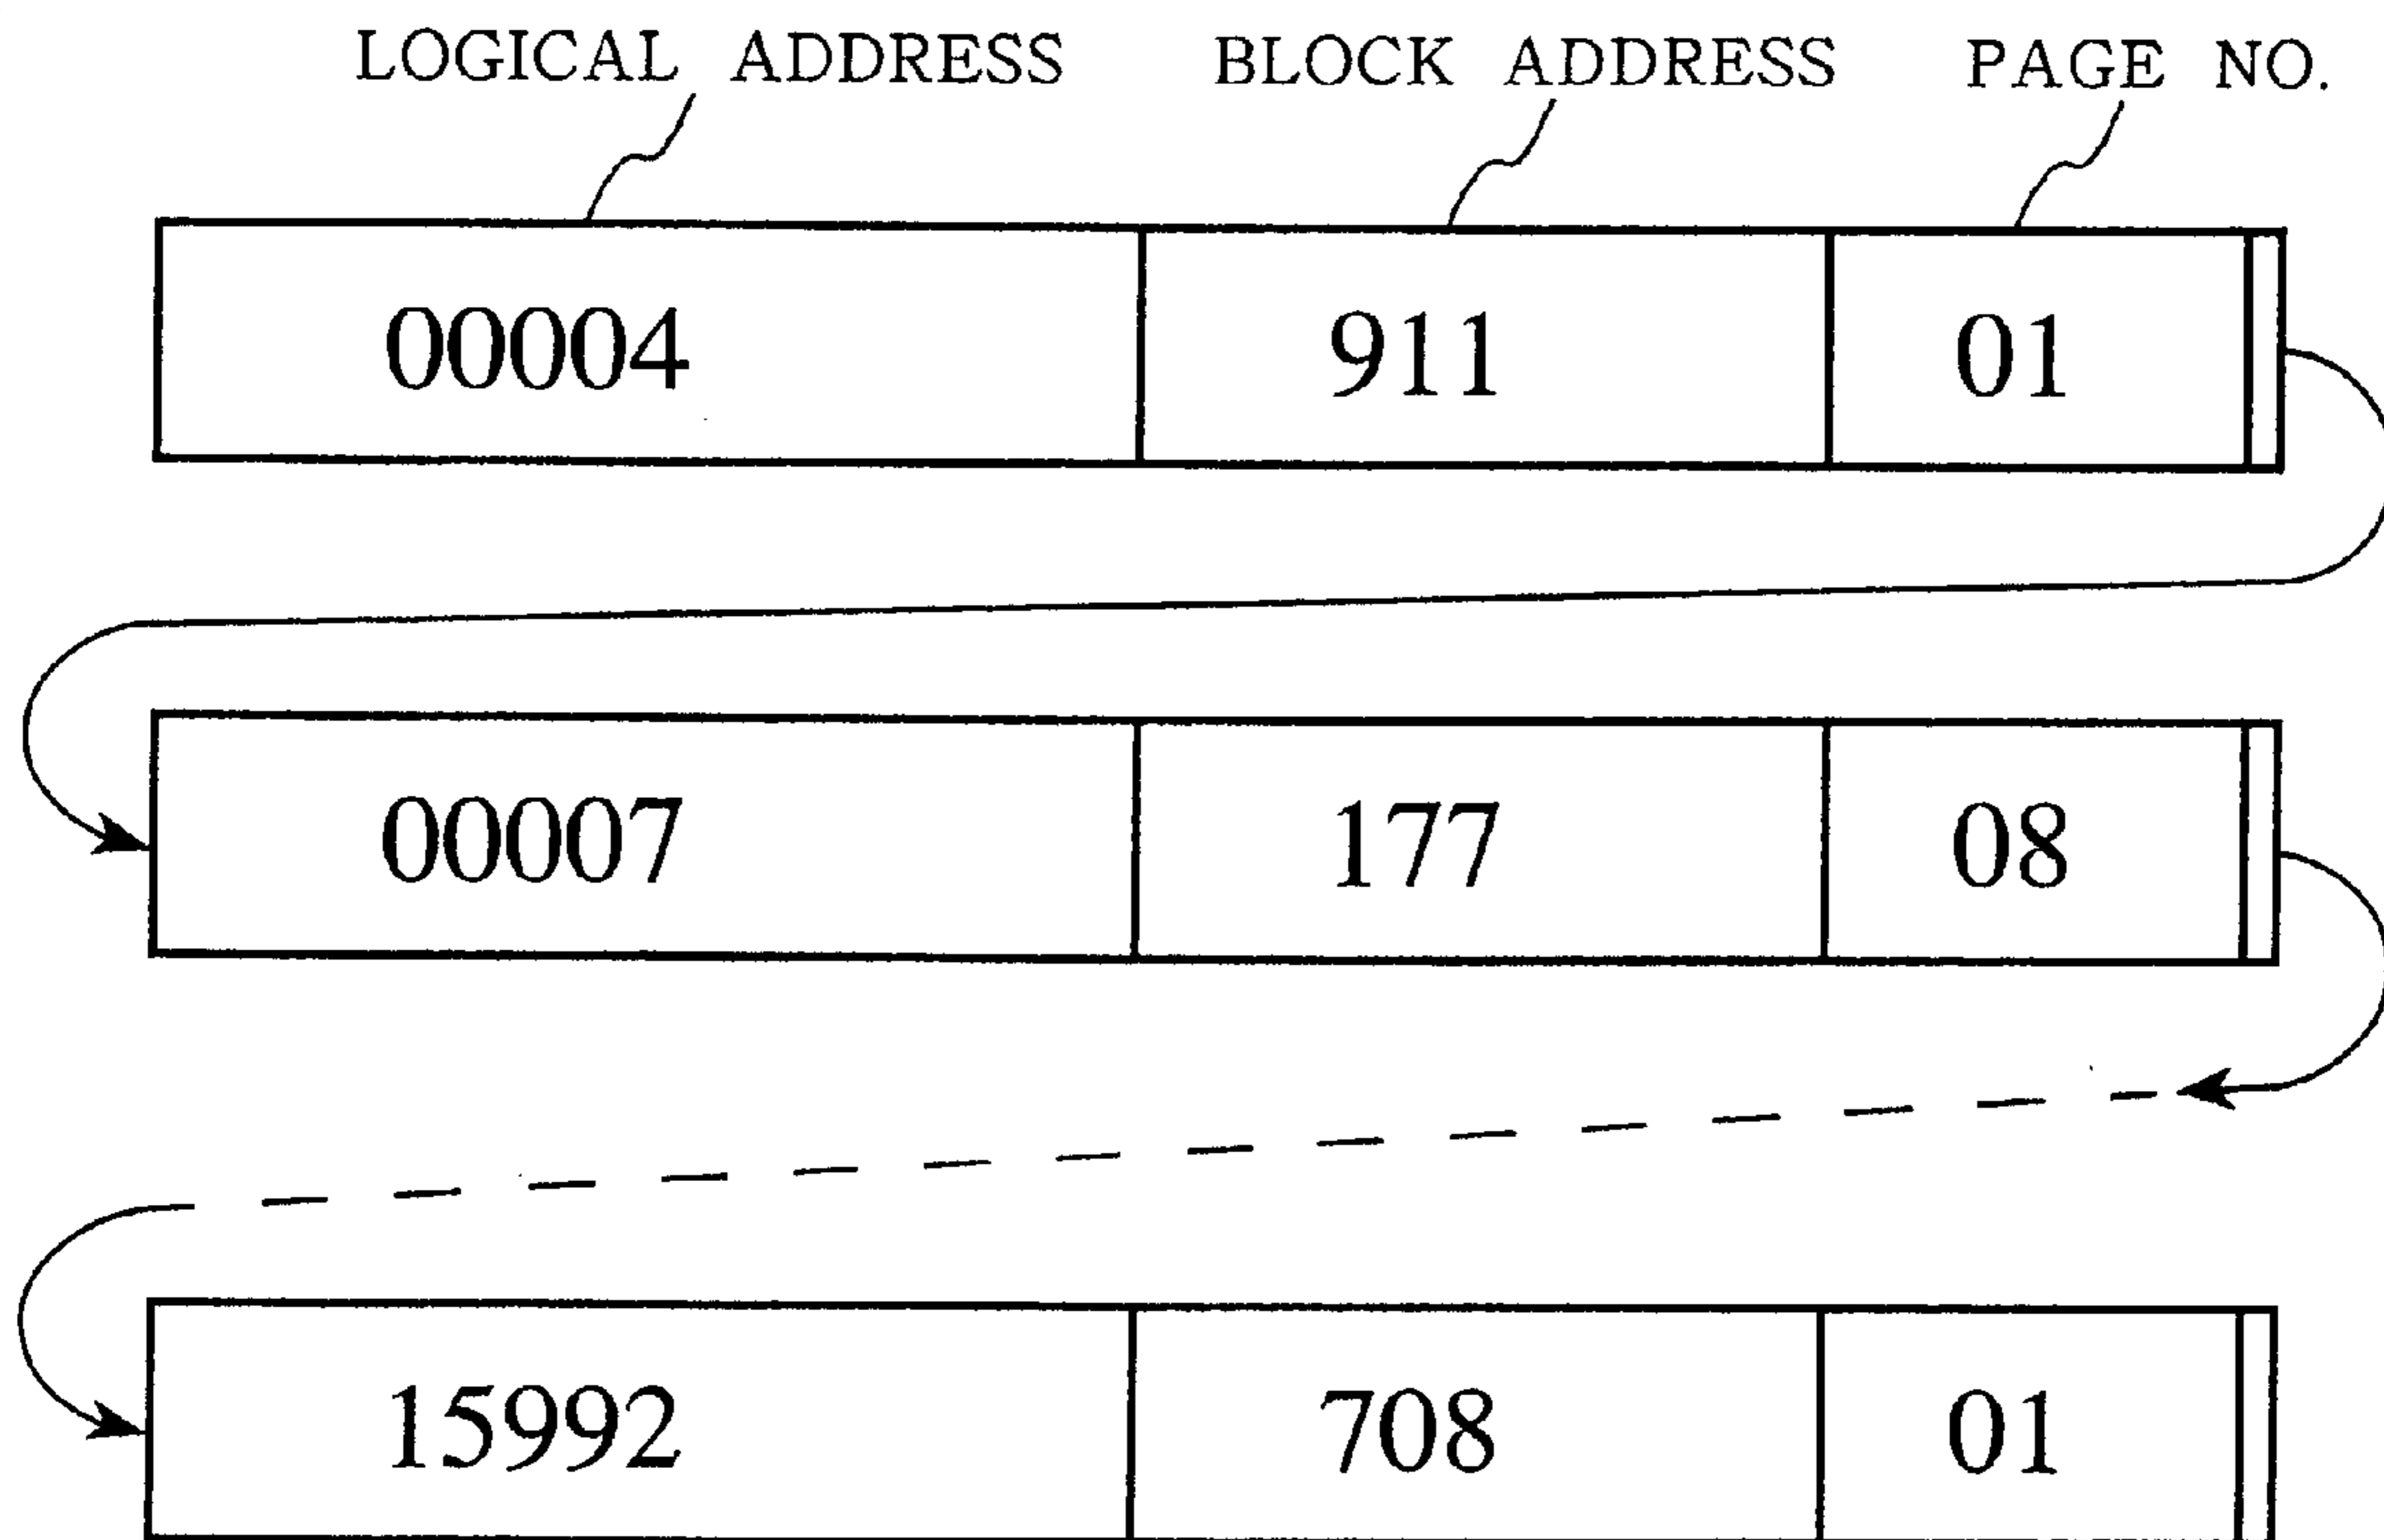 LOGICAL ADDRESS BLOCK ADDRESS PAGE NO.
00004 911 01
00007 177 08
15992 708 01